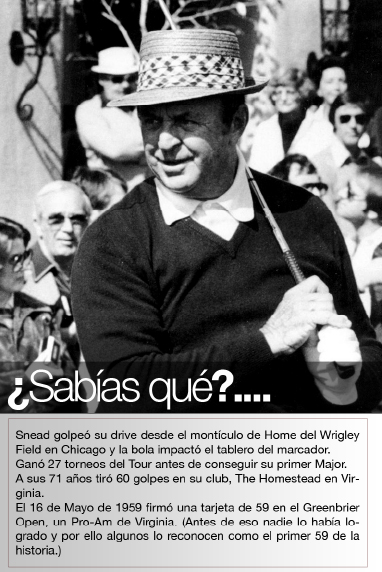 ¿Sabías qué?....
Snead golpeó su drive desde el montículo de Home del Wrigley
Field en Chicago y la bola impactó el tablero del marcador.
Ganó 27 torneos del Tour antes de conseguir su primer Major.
A sus 71 años tiró 60 golpes en su club, The Homestead en Vir-
ginia.
El 16 de Mayo de 1959 firmó una tarjeta de 59 en el Greenbrier
Open, un Pro-Am de Virginia. (Antes de eso nadie lo había lo-
grado y por ello algunos lo reconocen como el primer 59 de la
historia.)